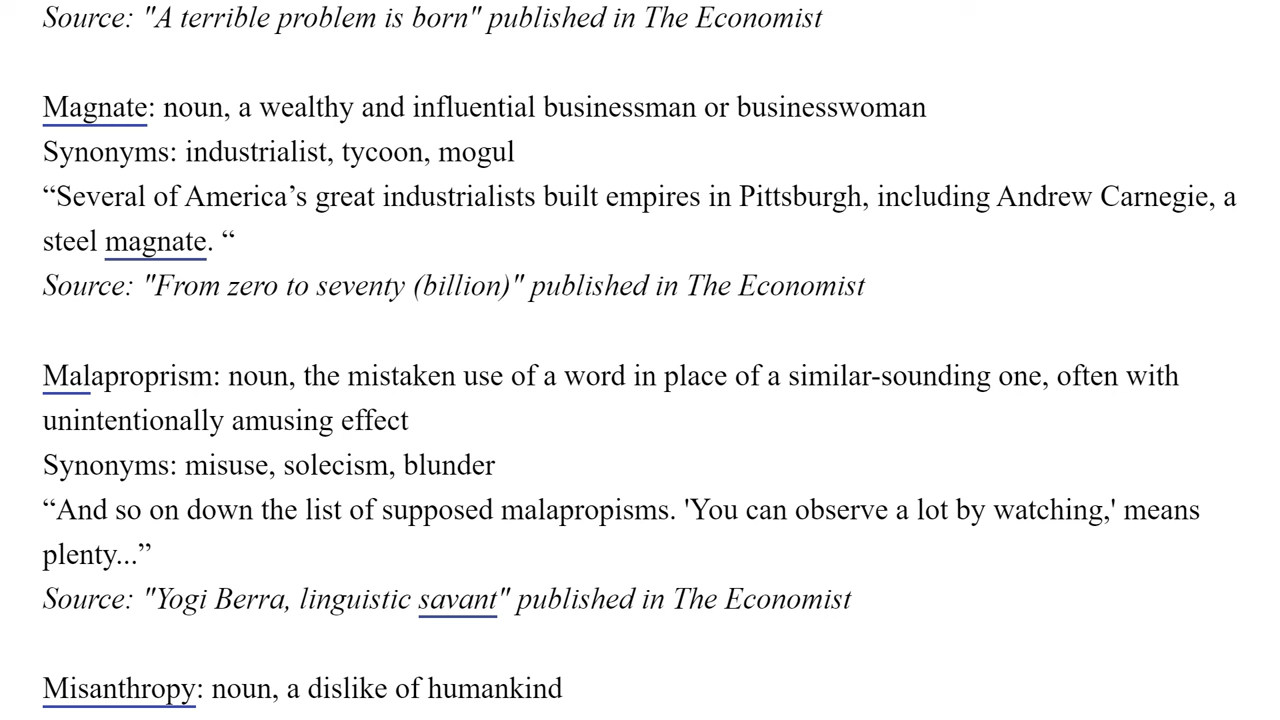 Source: "A terrible problem is born" published in The Economist
Magnate: noun, a wealthy and influential businessman or businesswoman
Synonyms: industrialist, tycoon, mogul
“Several of America’s great industrialists built empires in Pittsburgh, including Andrew Carnegie, a
steel magnate. “
Source: "From zero to seventy (billion)" published in The Economist
Malaproprism: noun, the mistaken use of a word in place of a similar-sounding one, often with
unintentionally amusing effect
Synonyms: misuse, solecism, blunder
“And so on down the list of supposed malapropisms. 'You can observe a lot by watching,' means
plenty...”
Source: "Yogi Berra, linguistic savant" published in The Economist
Misanthropy: noun, a dislike of humankind